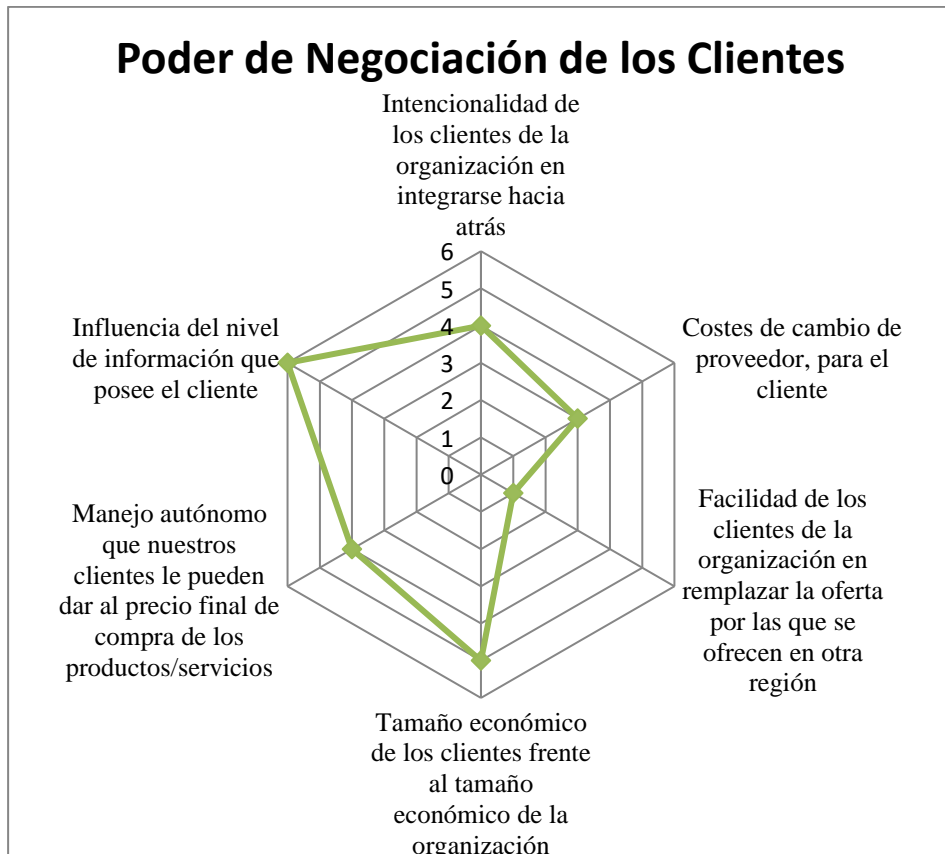 Poder de Negociación de los Clientes
Intencionalidad de
los clientes de la
organización en
integrarse hacia
atrás
6
5
4
3
2
1
0
Costes de cambio de
proveedor, para el
cliente
Facilidad de los
clientes de la
organización en
remplazar la oferta
por las que se
ofrecen en otra
región
Tamaño económico
de los clientes frente
al tamaño
económico de la
organización
Manejo autónomo
que nuestros
clientes le pueden
dar al precio final de
compra de los
productos/servicios
Influencia del nivel
de información que
posee el cliente